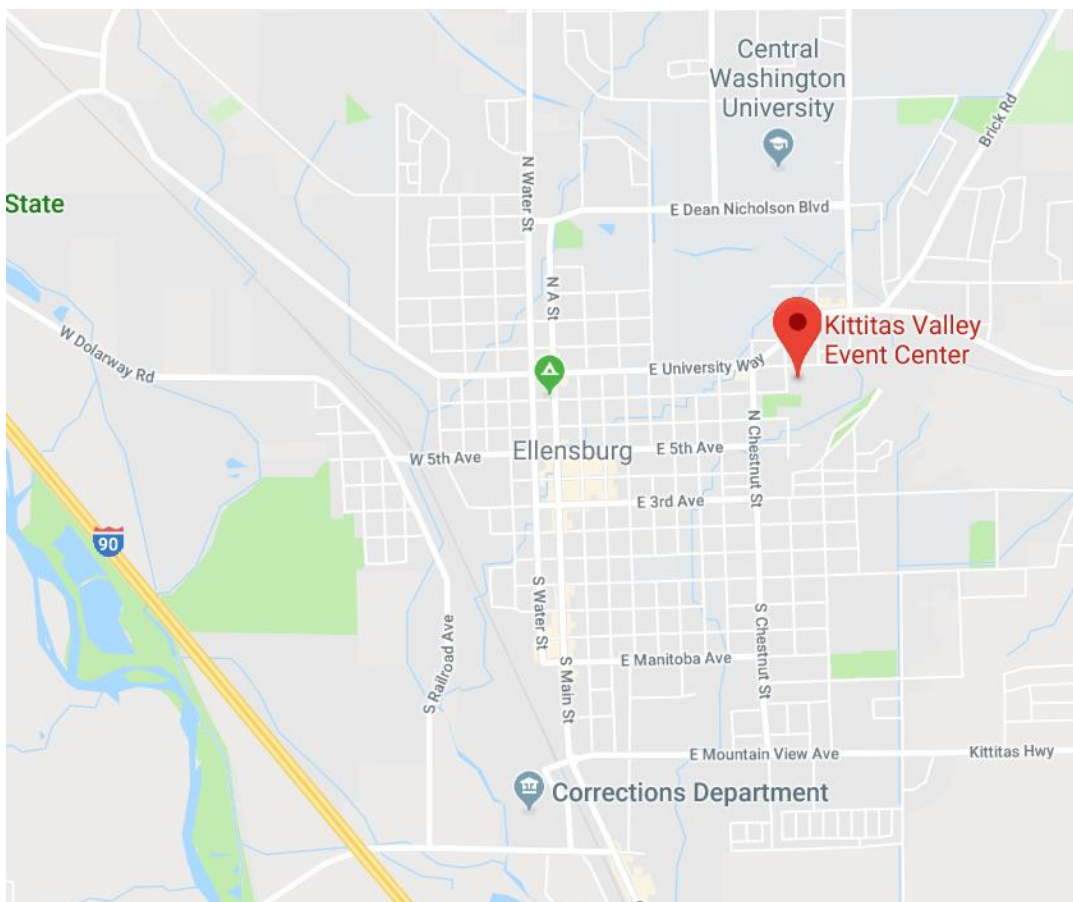 Central
Washington
University
Brick Rd
N Water St
State
E Dean Nicholson Blvd
N A St
Kittitas Valley
Event Center
W Dolarway Rd
E University Way
N Chestnut St
Ellensburg
E 5th Ave
W 5th Ave
E 3rd Ave
90
S Water St
S Chestnut St
S Railroad Ave
E Manitoba Ave
S Main St
E Mountain View Ave
Kittitas Hwy
Corrections Department